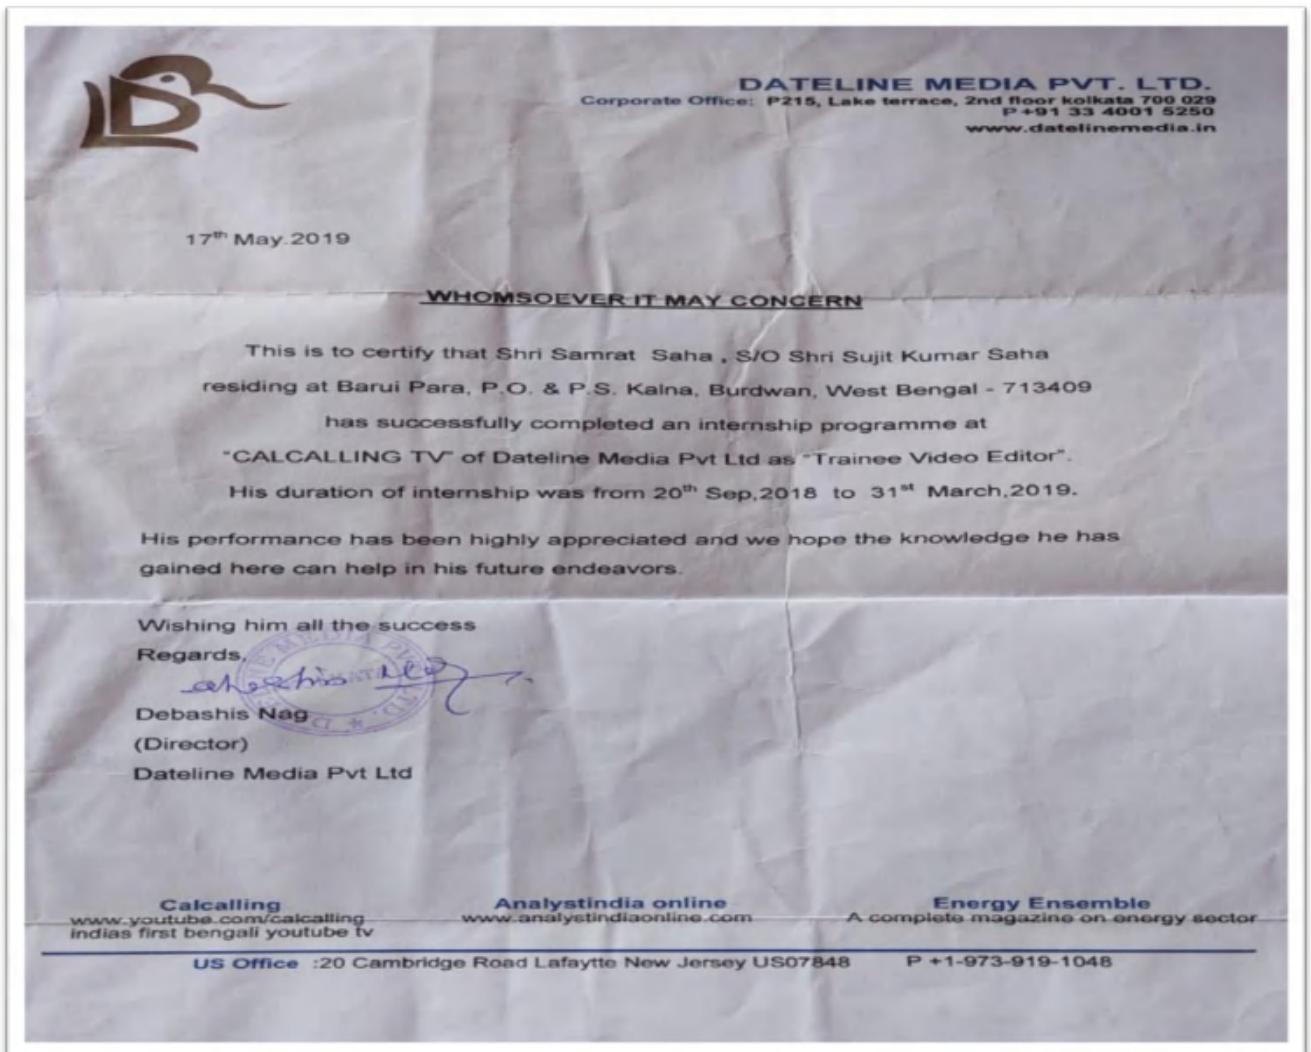 DATELINE MEDIA PVT. LTD.
Corporate Office: P215, Lake terrace, 2nd floor kolkata 700 029
P +91 33 4001 5250
www.datelinemedia.in
17th May.2019
WHOMSOEVER IT MAY CONCERN
This is to certify that Shri Samrat Saha , S/O Shri Sujit Kumar Saha
residing at Barui Para, P.O. & P.S. Kalna, Burdwan, West Bengal - 713409
has successfully completed an internship programme at
"CALCALLING TV" of Dateline Media Pvt Ltd as "Trainee Video Editor".
His duration of internship was from 20th Sep,2018 to 31st March,2019.
His performance has been highly appreciated and we hope the knowledge he has
gained here can help in his future endeavors.
Wishing him all the success
Regards,
Debashis Nag
(Director)
Dateline Media Pvt Ltd
Calcalling
www.youtube.com/calcalling
indias first bengali youtube tv
Analystindia online
www.analystindiaonline.com
Energy Ensemble
A complete magazine on energy sector
US Office :20 Cambridge Road Lafaytte New Jersey US07848 P +1-973-919-1048